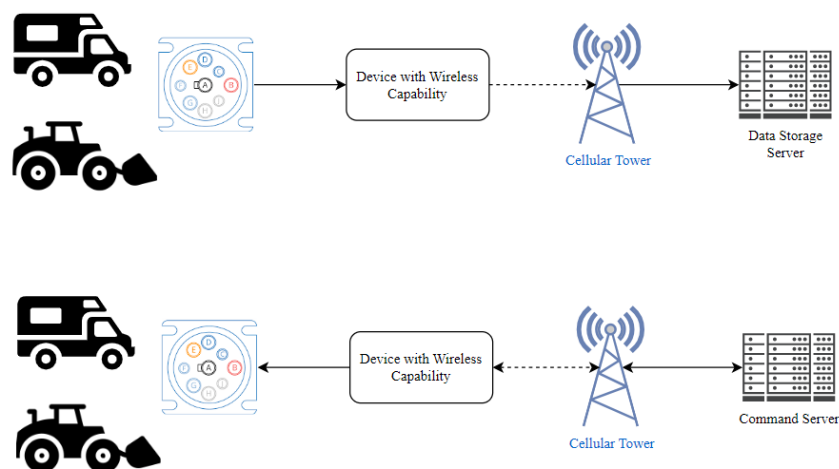 D
E
C
F
A
B
G
I
H
Device with Wireless
Capability
Cellular Tower
Data Storage
Server
D
E
C
F
A
B
G
I
H
Device with Wireless
Capability
Cellular Tower
Command Server